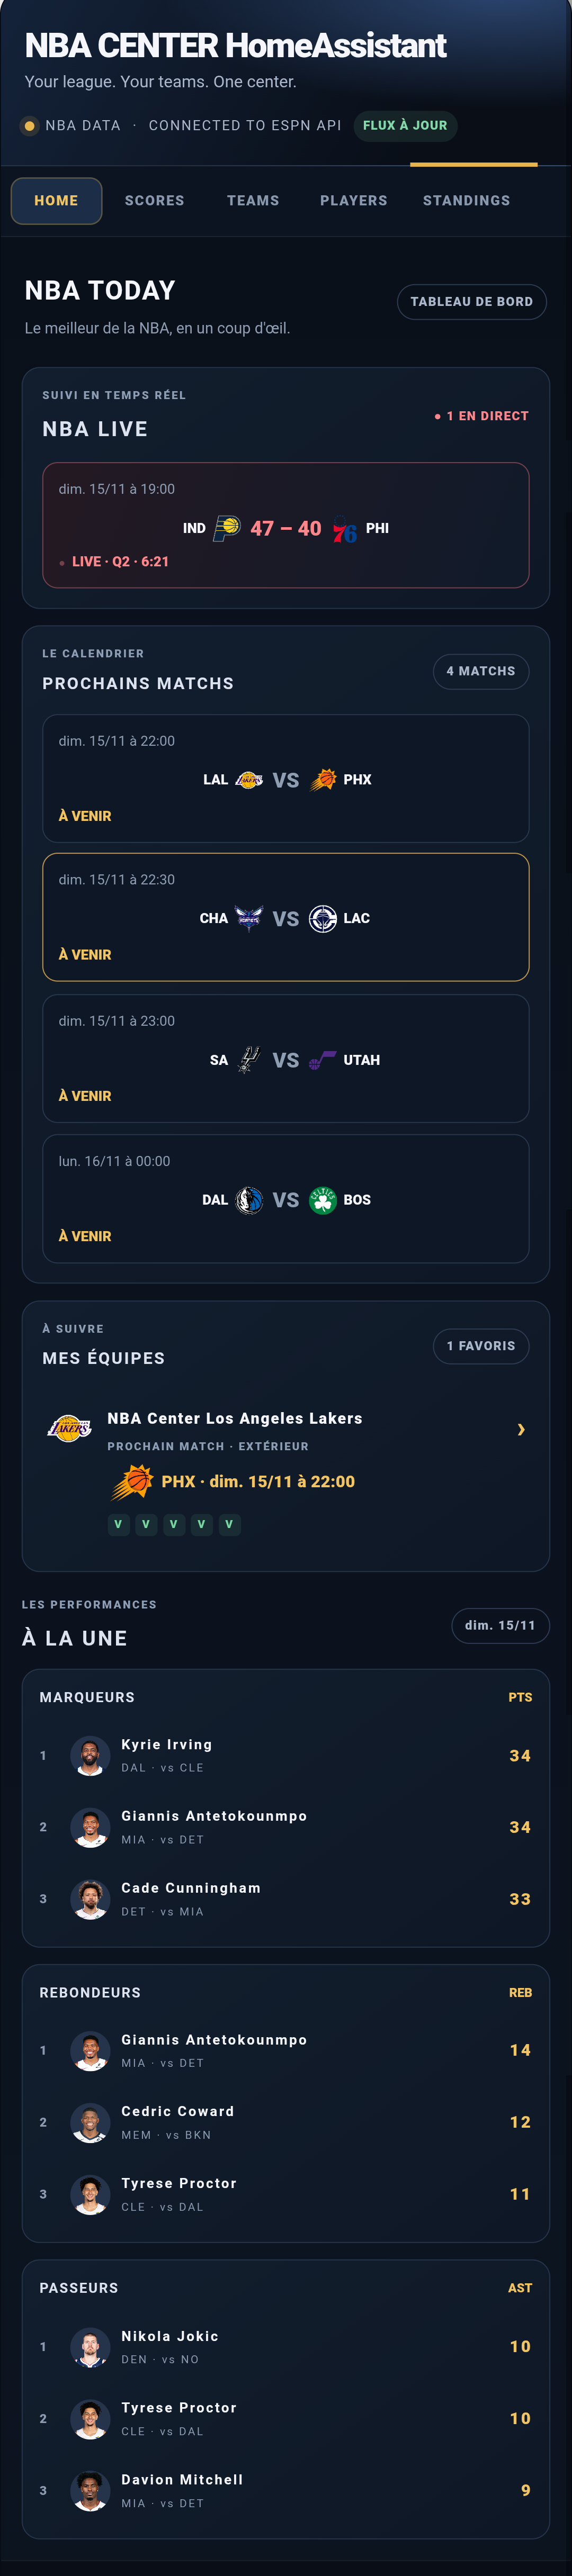 NBA CENTER HomeAssistant
Your league. Your teams. One center.
NBA DATA · CONNECTED TO ESPN API FLUX À JOUR
HOME SCORES TEAMS PLAYERS STANDINGS
NBA TODAY
Le meilleur de la NBA, en un coup d'œil.
TABLEAU DE BORD
SUIVI EN TEMPS RÉEL
NBA LIVE
● 1 EN DIRECT
dim. 15/11 à 19:00
IND 47 – 40 76 PHI
● LIVE · Q2 · 6:21
LE CALENDRIER
PROCHAINS MATCHS
4 MATCHS
dim. 15/11 à 22:00
LAL LAKERS VS PHX
À VENIR
dim. 15/11 à 22:30
CHA HORNETS VS LAC
À VENIR
dim. 15/11 à 23:00
SA VS UTAH
À VENIR
lun. 16/11 à 00:00
DAL VS CELTICS BOS
À VENIR
À SUIVRE
MES ÉQUIPES
1 FAVORIS
LAKERS
NBA Center Los Angeles Lakers
PROCHAIN MATCH · EXTÉRIEUR
PHX · dim. 15/11 à 22:00
V V V V V
›
LES PERFORMANCES
À LA UNE
dim. 15/11
MARQUEURS PTS
1 Kyrie Irving 34
DAL · vs CLE
2 Giannis Antetokounmpo 34
MIA · vs DET
3 Cade Cunningham 33
DET · vs MIA
REBONDEURS REB
1 Giannis Antetokounmpo 14
MIA · vs DET
2 Cedric Coward 12
MEM · vs BKN
3 Tyrese Proctor 11
CLE · vs DAL
PASSEURS AST
1 Nikola Jokic 10
DEN · vs NO
2 Tyrese Proctor 10
CLE · vs DAL
3 Davion Mitchell 9
MIA · vs DET